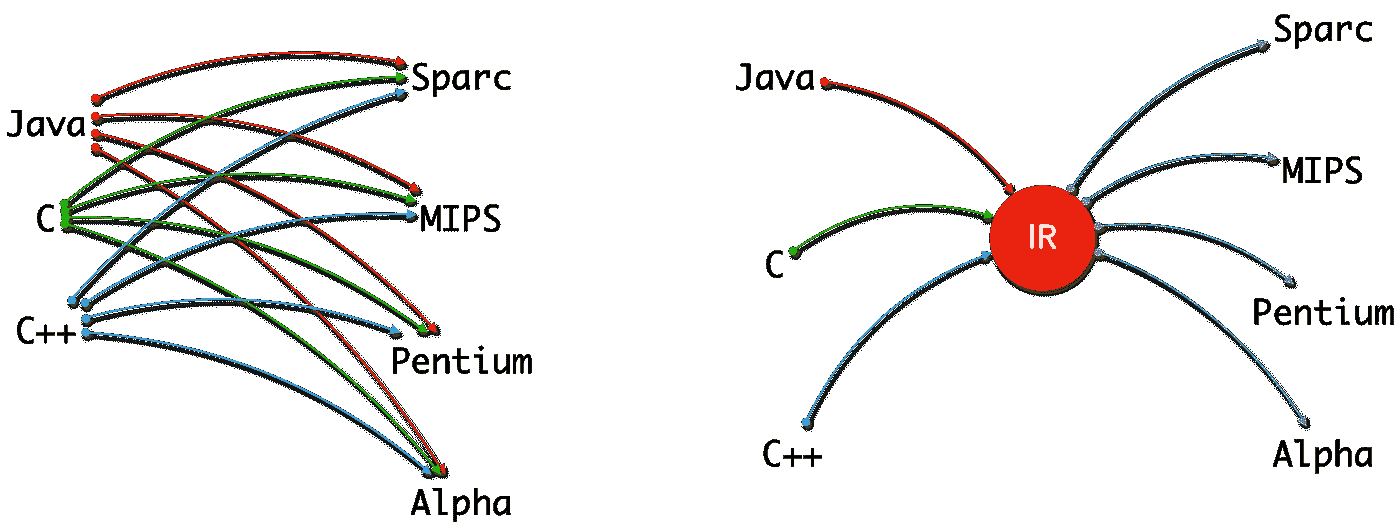 Java
C
C++
Sparc
MIPS
Pentium
Alpha
Java
C
C++
IR
Sparc
MIPS
Pentium
Alpha